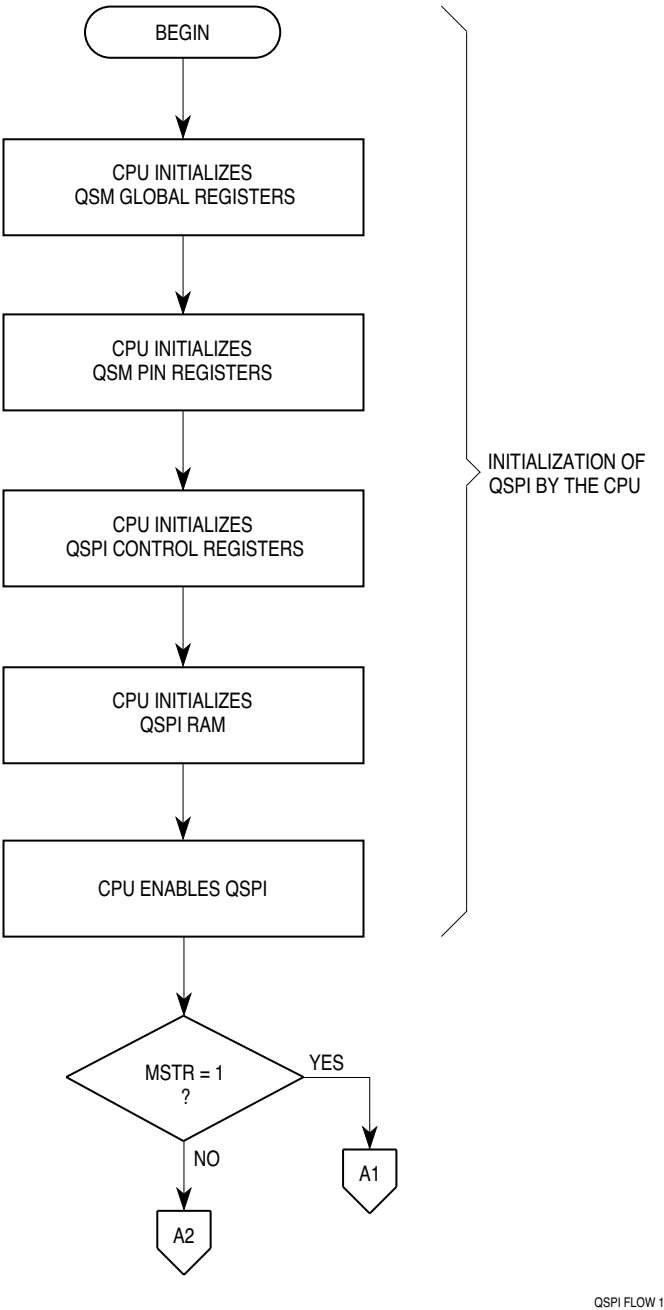 BEGIN
CPU INITIALIZES
QSM GLOBAL REGISTERS
CPU INITIALIZES
QSM PIN REGISTERS
CPU INITIALIZES
QSPI CONTROL REGISTERS
INITIALIZATION OF
QSPI BY THE CPU
CPU INITIALIZES
QSPI RAM
CPU ENABLES QSPI
MSTR = 1
?
YES
NO
A1
A2
QSPI FLOW 1